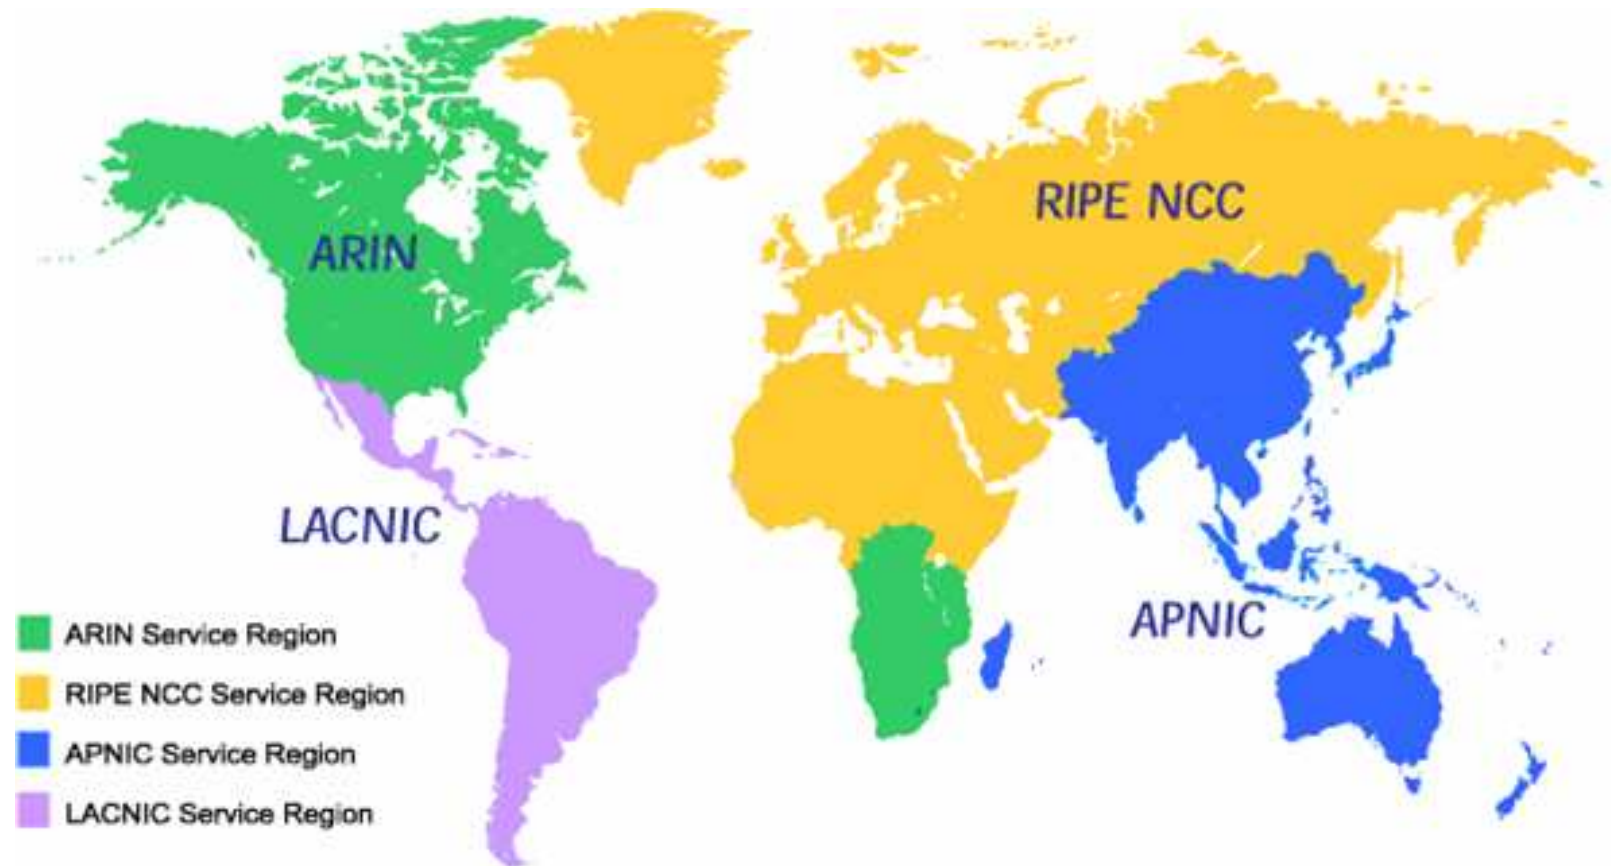 ARIN
RIPE NCC
LACNIC
APNIC
ARIN Service Region
RIPE NCC Service Region
APNIC Service Region
LACNIC Service Region